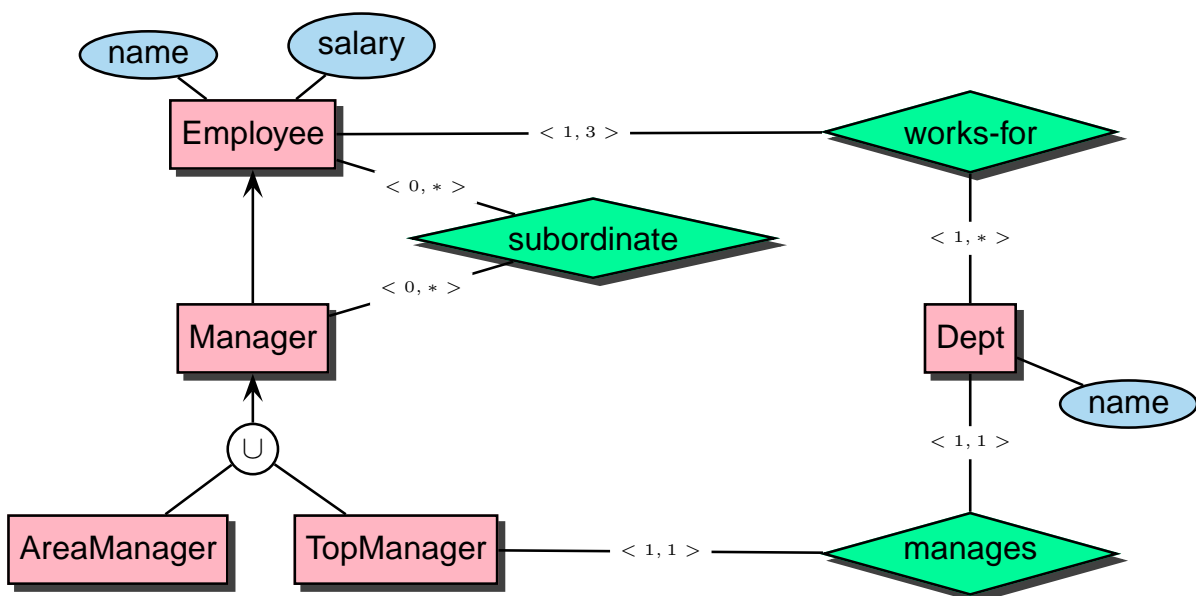 name
salary
Employee
< 1, 3 >
works-for
< 0, * >
subordinate
< 1, * >
< 0, * >
Manager
Dept
name
< 1, 1 >
∪
AreaManager
TopManager
< 1, 1 >
manages